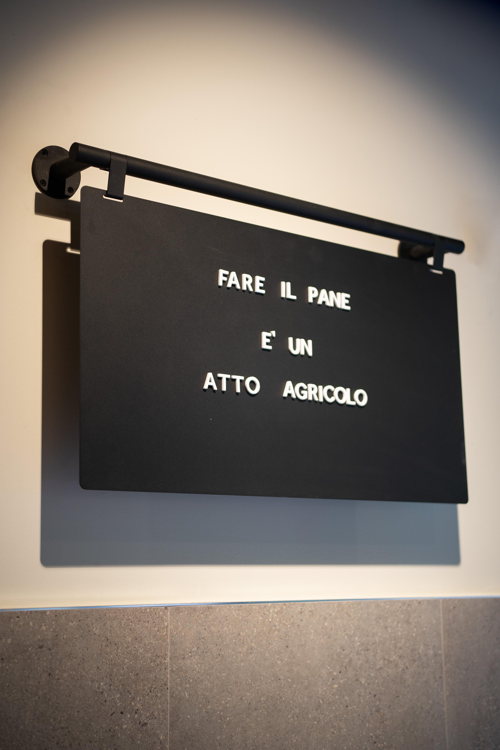 FARE IL PANE
E' UN
ATTO AGRICOLO